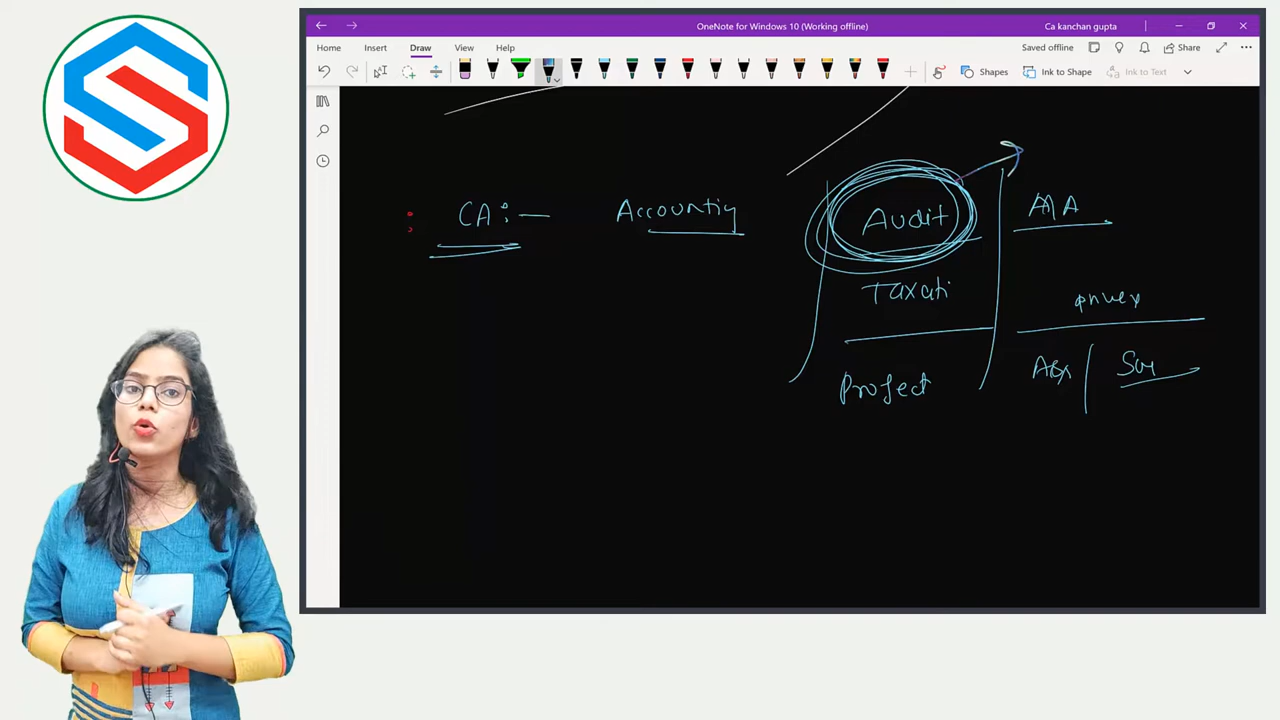 OneNote for Windows 10 (Working offline)
Ca kanchan gupta
Home Insert Draw View Help
Saved offline
Share
Shapes
Ink to Shape
Ink to Text
CA :— Accounting Audit AA
Taxati
Project